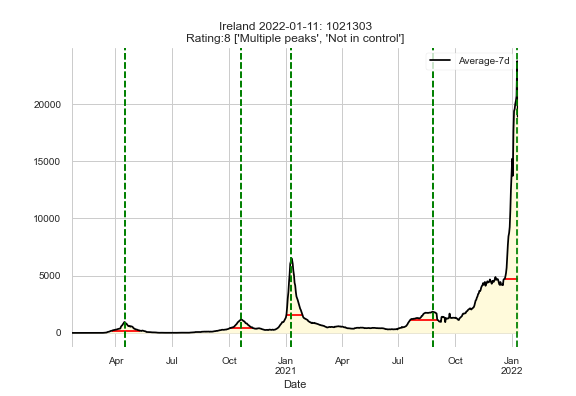 Ireland 2022-01-11: 1021303
Rating:8 ['Multiple peaks', 'Not in control']
Average-7d
20000
15000
10000
5000
0
Apr
Jul
Oct
Jan
2021
Apr
Jul
Oct
Jan
2022
Date